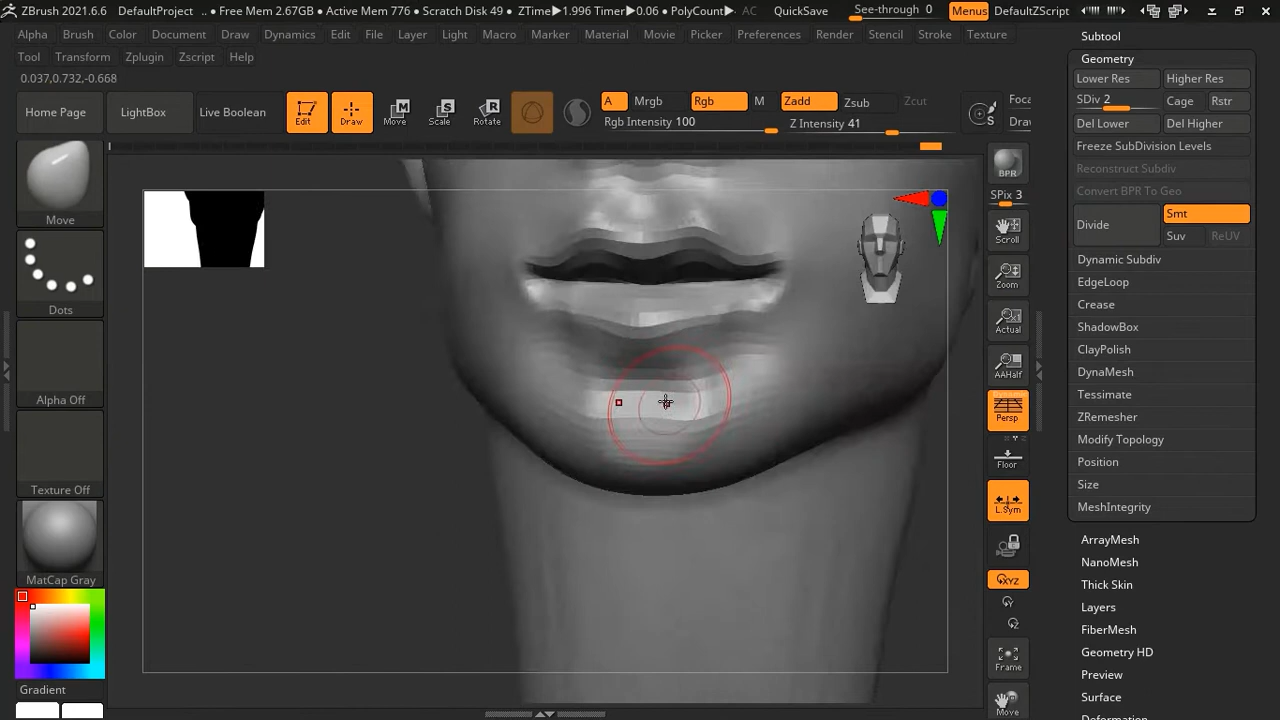 ZBrush 2021.6.6 DefaultProject .. • Free Mem 2.67GB • Active Mem 776 • Scratch Disk 49 • ZTime▶1.996 Timer▶0.06 • PolyCount▶ AC QuickSave See-through 0 Menus DefaultZScript
Alpha Brush Color Document Draw Dynamics Edit File Layer Light Macro Marker Material Movie Picker Preferences Render Stencil Stroke Texture
Tool Transform Zplugin Zscript Help
0.037,0.732,-0.668
Home Page LightBox Live Boolean Edit Draw Move Scale Rotate
A Mrgb Rgb M Zadd Zsub Zcut Foca
Rgb Intensity 100 Z Intensity 41 S Draw
Move
Dots
Alpha Off
Texture Off
MatCap Gray
Gradient
BPR
SPix 3
Scroll
Zoom
Actual
AAHalf
Persp
Floor
L.Sym
XYZ
Y
Z
Frame
Move
Subtool
Geometry
Lower Res Higher Res
SDiv 2 Cage Rstr
Del Lower Del Higher
Freeze SubDivision Levels
Reconstruct Subdiv
Convert BPR To Geo
Divide Smt
Suv ReUV
Dynamic Subdiv
EdgeLoop
Crease
ShadowBox
ClayPolish
DynaMesh
Tessimate
ZRemesher
Modify Topology
Position
Size
MeshIntegrity
ArrayMesh
NanoMesh
Thick Skin
Layers
FiberMesh
Geometry HD
Preview
Surface
Deformation